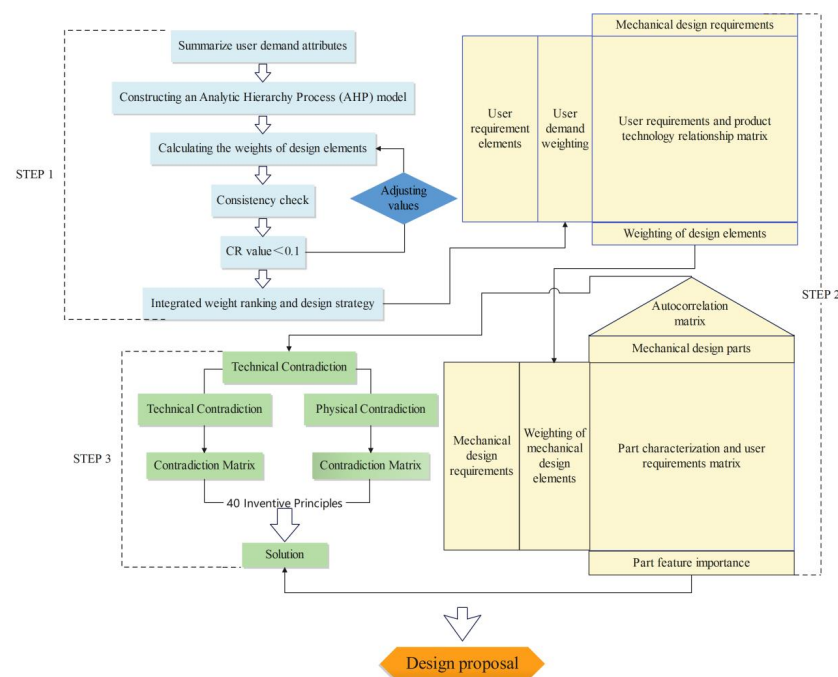 STEP 1
Summarize user demand attributes
Constructing an Analytic Hierarchy Process (AHP) model
Calculating the weights of design elements
Consistency check
Adjusting
values
CR value＜0.1
Integrated weight ranking and design strategy
STEP 2
Mechanical design requirements
User
requirement
elements
User
demand
weighting
User requirements and product
technology relationship matrix
Weighting of design elements
Autocorrelation
matrix
Mechanical design parts
Mechanical
design
requirements
Weighting of
mechanical
design
elements
Part characterization and user
requirements matrix
Part feature importance
STEP 3
Technical Contradiction
Technical Contradiction
Physical Contradiction
Contradiction Matrix
Contradiction Matrix
40 Inventive Principles
Solution
Design proposal